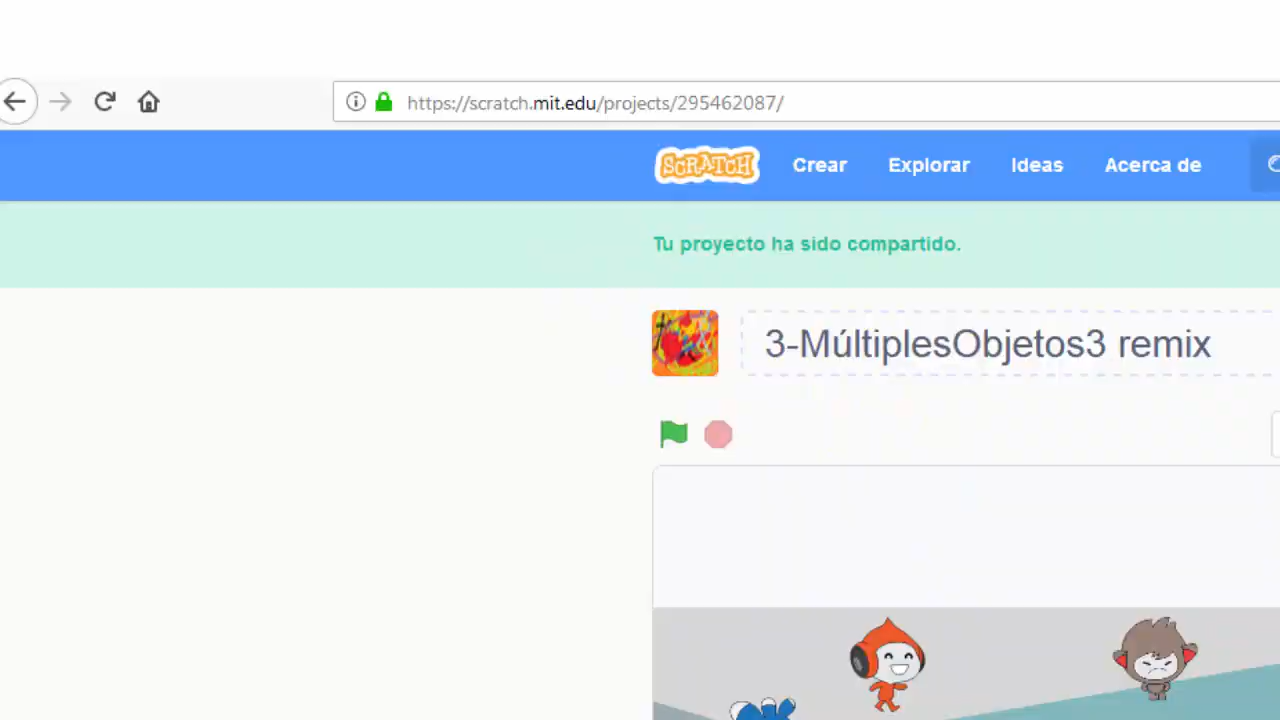 https://scratch.mit.edu/projects/295462087/
SCRATCH Crear Explorar Ideas Acerca de
Tu proyecto ha sido compartido.
3-MúltiplesObjetos3 remix